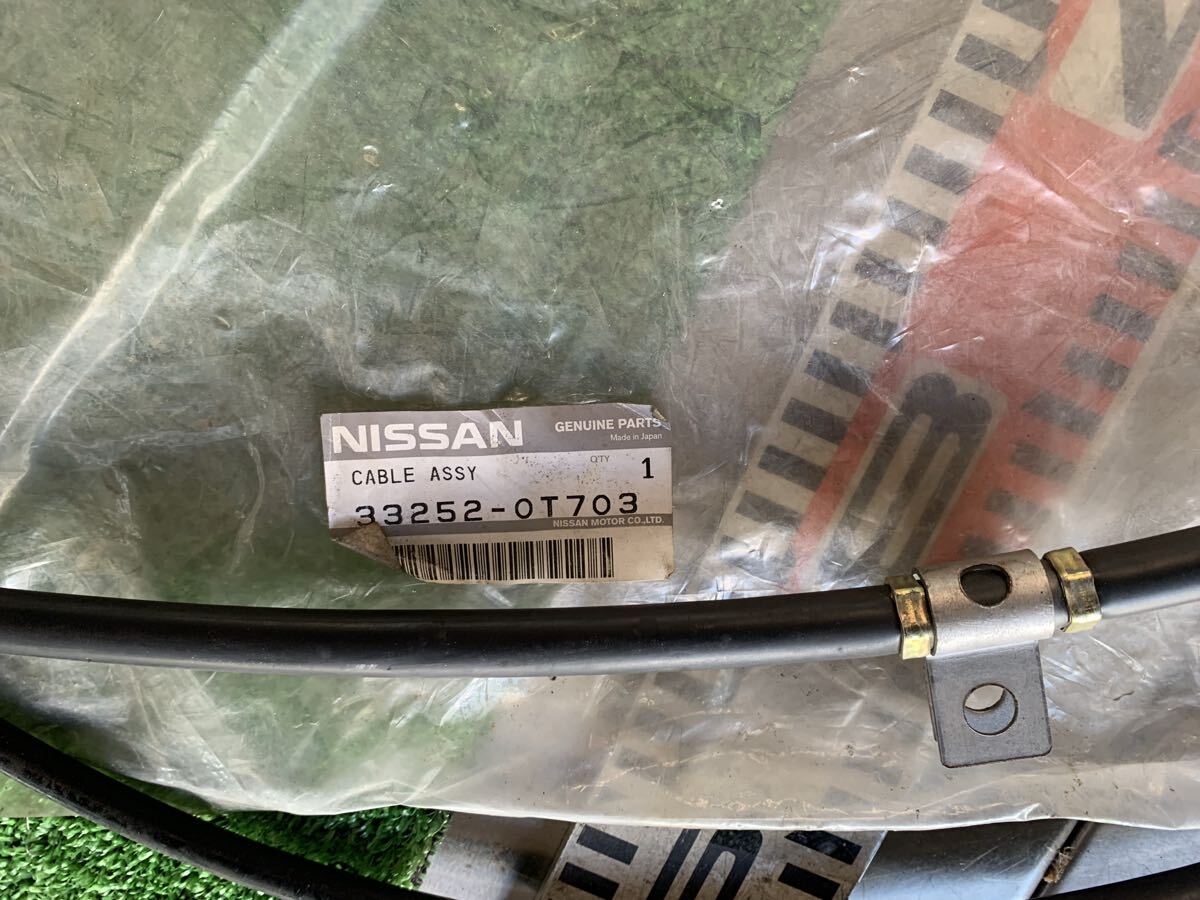 NISSAN GENUINE PARTS
Made in Japan
CABLE ASSY QTY 1
33252-0T703
NISSAN MOTOR CO.,LTD.